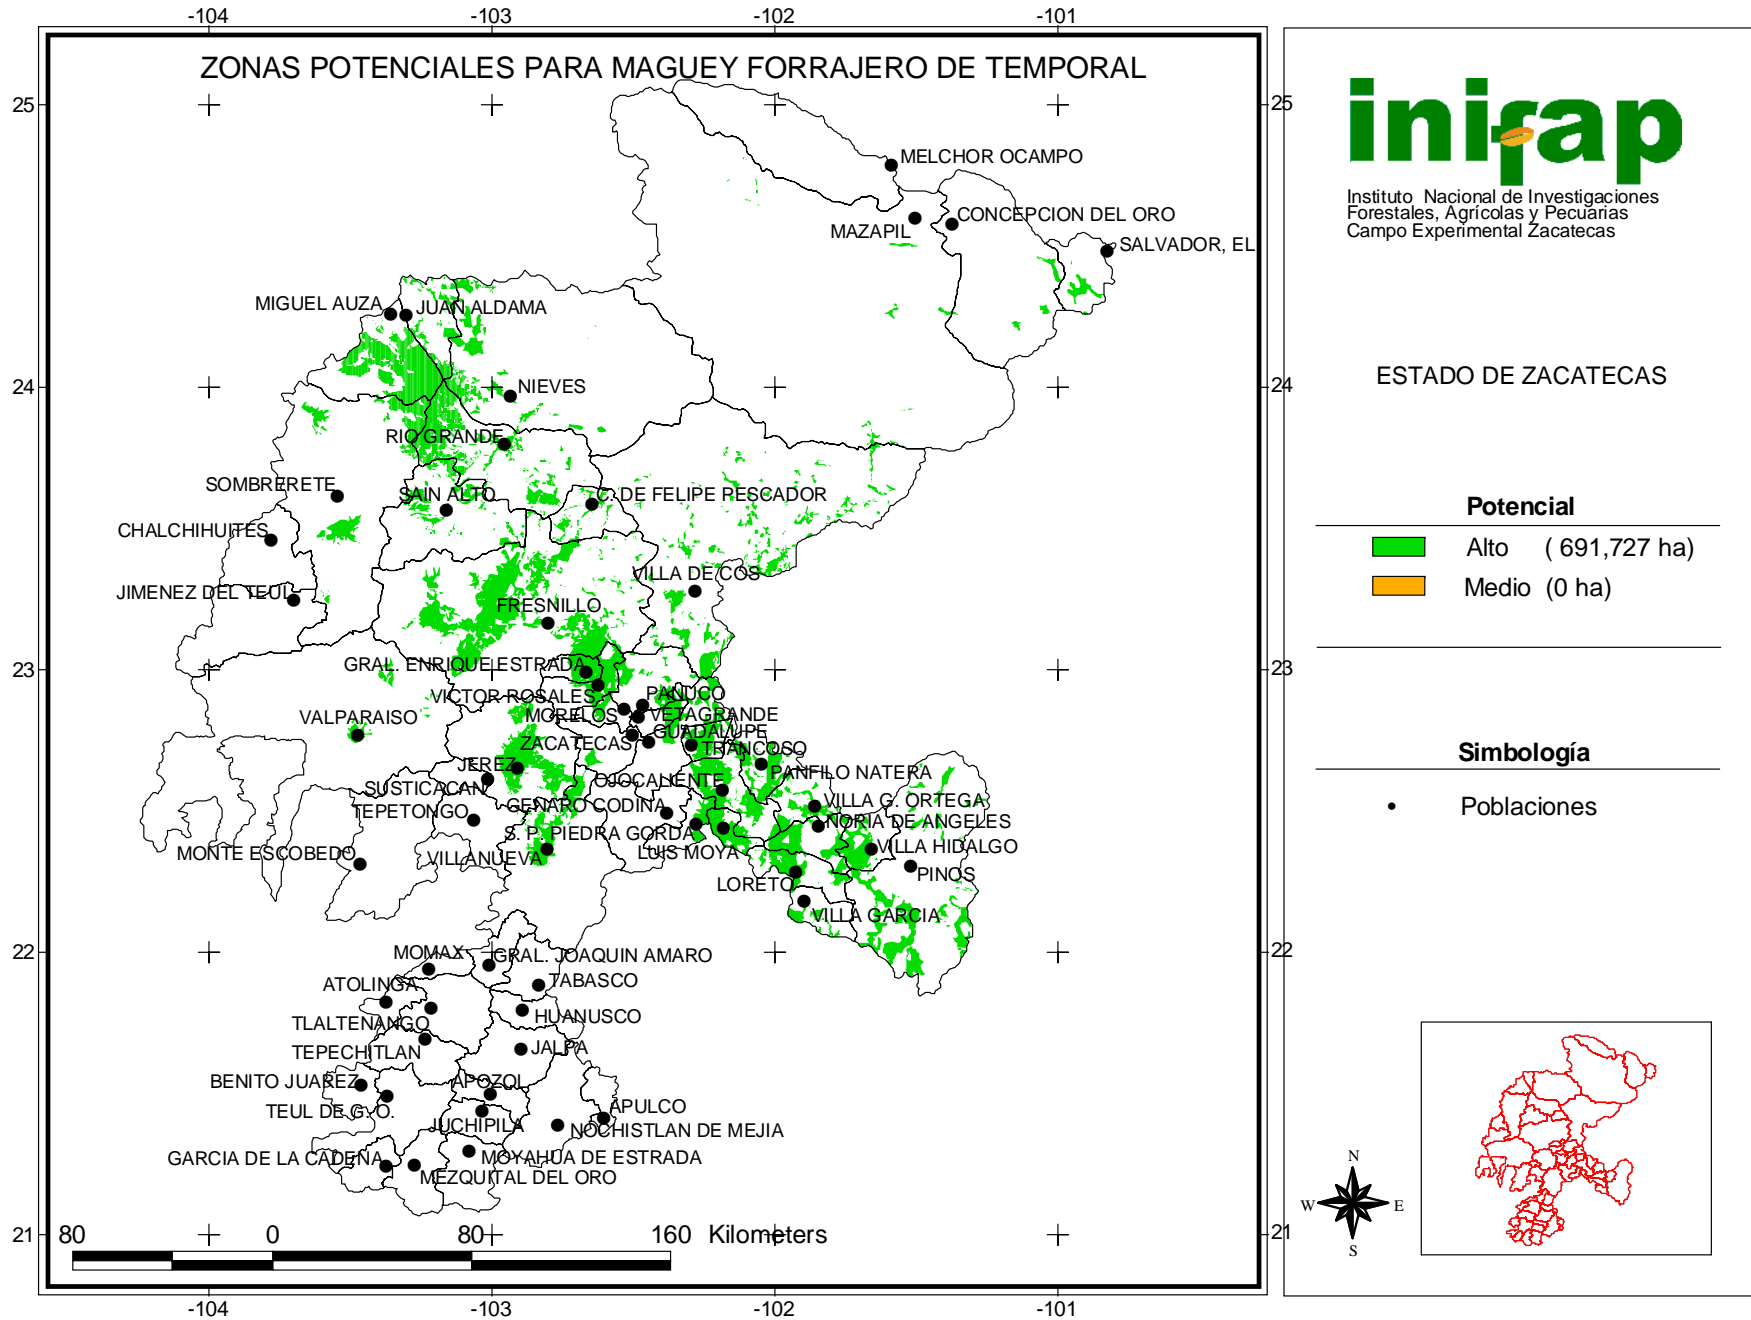 -104
-103
-102
-101
ZONAS POTENCIALES PARA MAGUEY FORRAJERO DE TEMPORAL
25
25
MELCHOR OCAMPO
CONCEPCION DEL ORO
MAZAPIL
SALVADOR, EL
MIGUEL AUZA
JUAN ALDAMA
24
24
NIEVES
RIO GRANDE
SOMBRERETE
SAIN ALTO
C. DE FELIPE PESCADOR
CHALCHIHUITES
VILLA DE COS
JIMENEZ DEL TEUL
FRESNILLO
23
23
GRAL. ENRIQUE ESTRADA
VICTOR ROSALES
PANUCO
VALPARAISO
MORELOS
VETAGRANDE
GUADALUPE
ZACATECAS
TRANCOSO
JEREZ
PANFILO NATERA
OJOCALIENTE
SUSTICACAN
VILLA G. ORTEGA
GENARO CODINA
TEPETONGO
NORIA DE ANGELES
S. P. PIEDRA GORDA
VILLA HIDALGO
LUIS MOYA
MONTE ESCOBEDO
VILLANUEVA
PINOS
LORETO
VILLA GARCIA
22
22
MOMAX
GRAL. JOAQUIN AMARO
ATOLINGA
TABASCO
HUANUSCO
TLALTENANGO
JALPA
TEPECHITLAN
BENITO JUAREZ
APOZOL
TEUL DE G. O.
APULCO
JUCHIPILA
NOCHISTLAN DE MEJIA
GARCIA DE LA CADENA
MOYAHUA DE ESTRADA
MEZQUITAL DEL ORO
21
21
80 0 80 160 Kilometers
-104
-103
-102
-101
inifap
Instituto Nacional de Investigaciones
Forestales, Agrícolas y Pecuarias
Campo Experimental Zacatecas
ESTADO DE ZACATECAS
Potencial
Alto ( 691,727 ha)
Medio (0 ha)
Simbología
Poblaciones
N
W
E
S